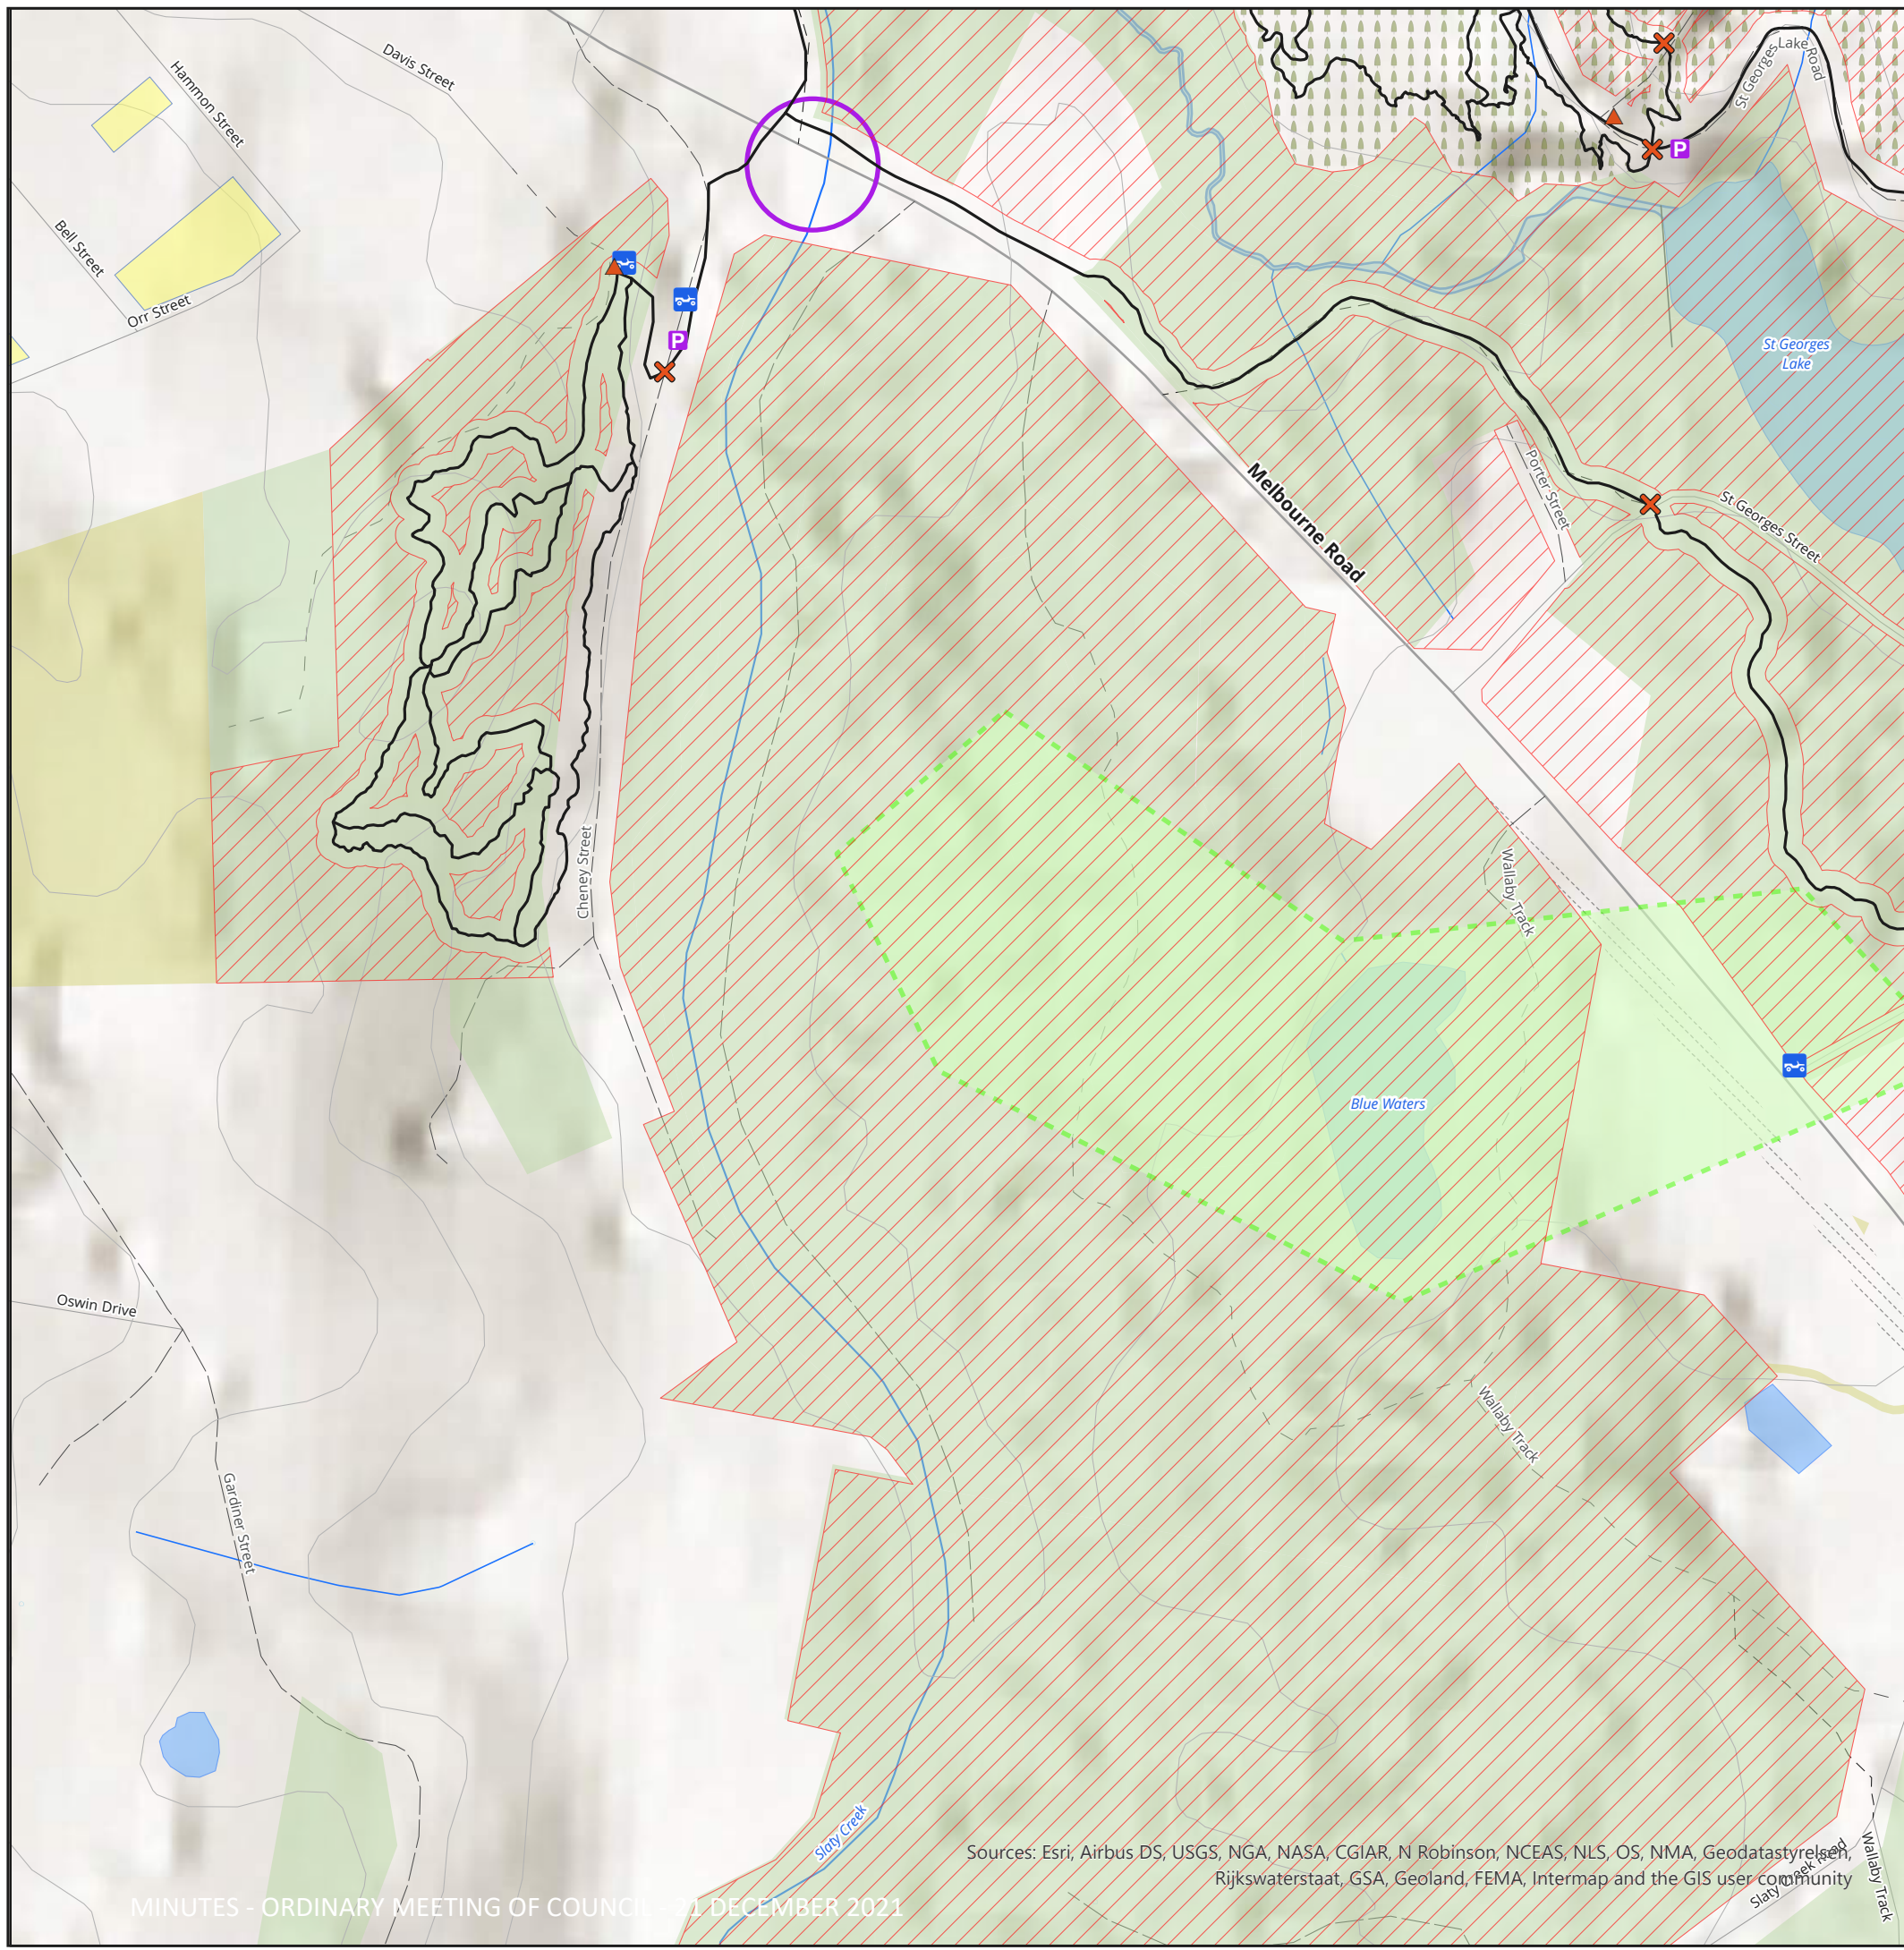 Davis Street
Hammon Street
St Georges
Lake
Road
P
Bell Street
Orr Street
P
St Georges
Lake
Melbourne Road
Porter Street
St Georges Street
Cheney Street
Wallaby Track
Blue Waters
Oswin Drive
Wallaby Track
Gardiner Street
Slaty Creek
Slaty Creek Road
Wallaby Track
Sources: Esri, Airbus DS, USGS, NGA, NASA, CGIAR, N Robinson, NCEAS, NLS, OS, NMA, Geodatastyrelsen,
Rijkswaterstaat, GSA, Geoland, FEMA, Intermap and the GIS user community
MINUTES - ORDINARY MEETING OF COUNCIL - 21 DECEMBER 2021